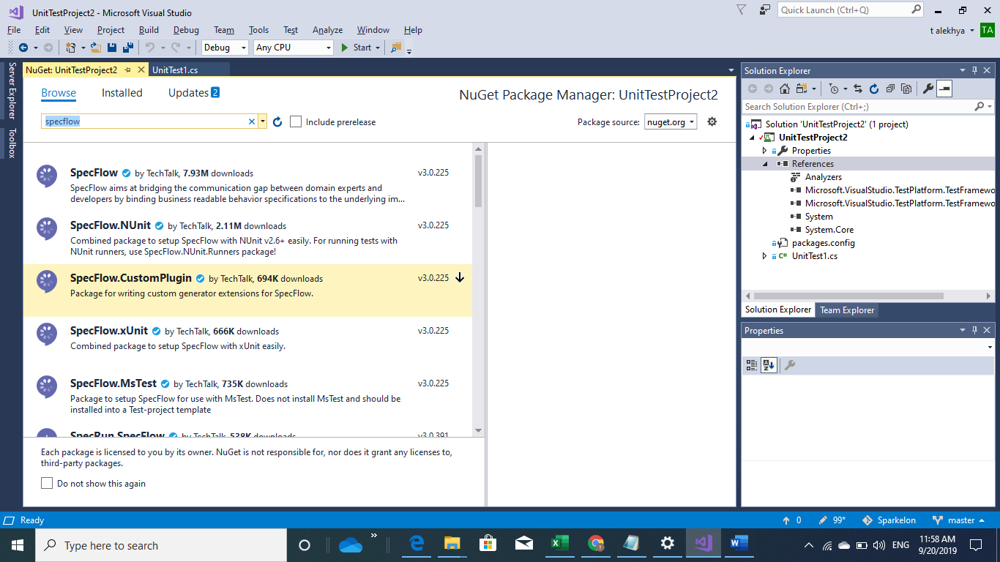 UnitTestProject2 - Microsoft Visual Studio
Quick Launch (Ctrl+Q)
File Edit View Project Build Debug Team Tools Test Analyze Window Help
t alekhya TA
Debug Any CPU Start
Server Explorer
Toolbox
NuGet: UnitTestProject2 UnitTest1.cs
Browse Installed Updates 2
NuGet Package Manager: UnitTestProject2
specflow Include prerelease
Package source: nuget.org
SpecFlow by TechTalk, 7.93M downloads v3.0.225
SpecFlow aims at bridging the communication gap between domain experts and
developers by binding business readable behavior specifications to the underlying im...
SpecFlow.NUnit by TechTalk, 2.11M downloads v3.0.225
Combined package to setup SpecFlow with NUnit v2.6+ easily. For running tests with
NUnit runners, use SpecFlow.NUnit.Runners package!
SpecFlow.CustomPlugin by TechTalk, 694K downloads v3.0.225
Package for writing custom generator extensions for SpecFlow.
SpecFlow.xUnit by TechTalk, 666K downloads v3.0.225
Combined package to setup SpecFlow with xUnit easily.
SpecFlow.MsTest by TechTalk, 735K downloads v3.0.225
Package to setup SpecFlow for use with MsTest. Does not install MsTest and should be
installed into a Test-project template
SpecRun.SpecFlow by TechTalk, 538K downloads v3.0.391
Each package is licensed to you by its owner. NuGet is not responsible for, nor does it grant any licenses to,
third-party packages.
Do not show this again
Solution Explorer
Search Solution Explorer (Ctrl+;)
Solution 'UnitTestProject2' (1 project)
UnitTestProject2
Properties
References
Analyzers
Microsoft.VisualStudio.TestPlatform.TestFramewo
Microsoft.VisualStudio.TestPlatform.TestFramewo
System
System.Core
packages.config
C# UnitTest1.cs
Solution Explorer Team Explorer
Properties
Ready 0 99* Sparkelon master
Type here to search
ENG
11:58 AM
9/20/2019